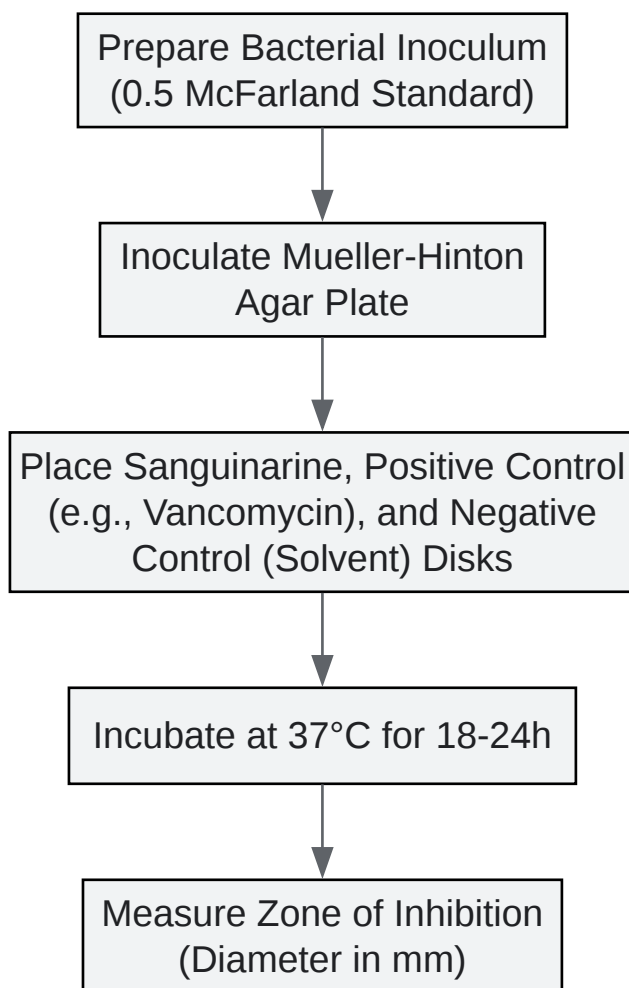 Prepare Bacterial Inoculum
(0.5 McFarland Standard)
Inoculate Mueller-Hinton
Agar Plate
Place Sanguinarine, Positive Control
(e.g., Vancomycin), and Negative
Control (Solvent) Disks
Incubate at 37°C for 18-24h
Measure Zone of Inhibition
(Diameter in mm)